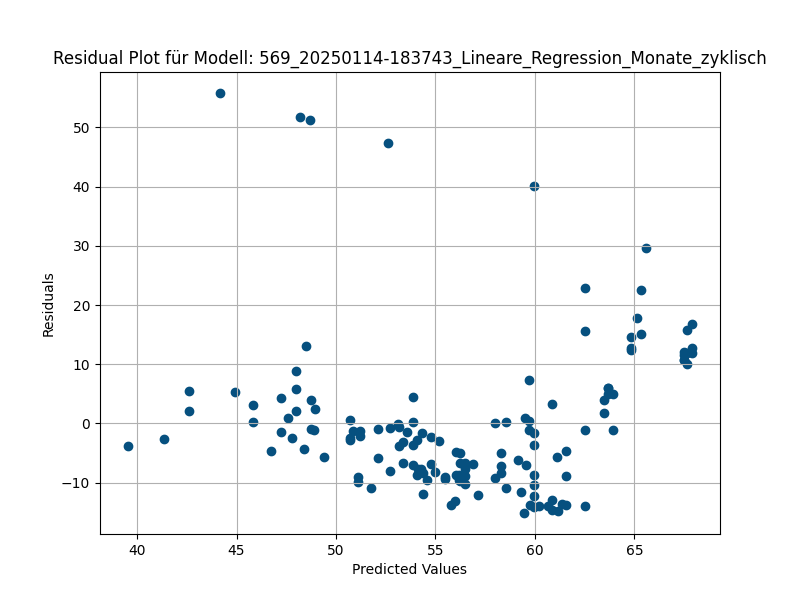 Residual Plot für Modell: 569_20250114-183743_Lineare_Regression_Monate_zyklisch
50
40
30
20
10
0
−10
Residuals
40 45 50 55 60 65
Predicted Values